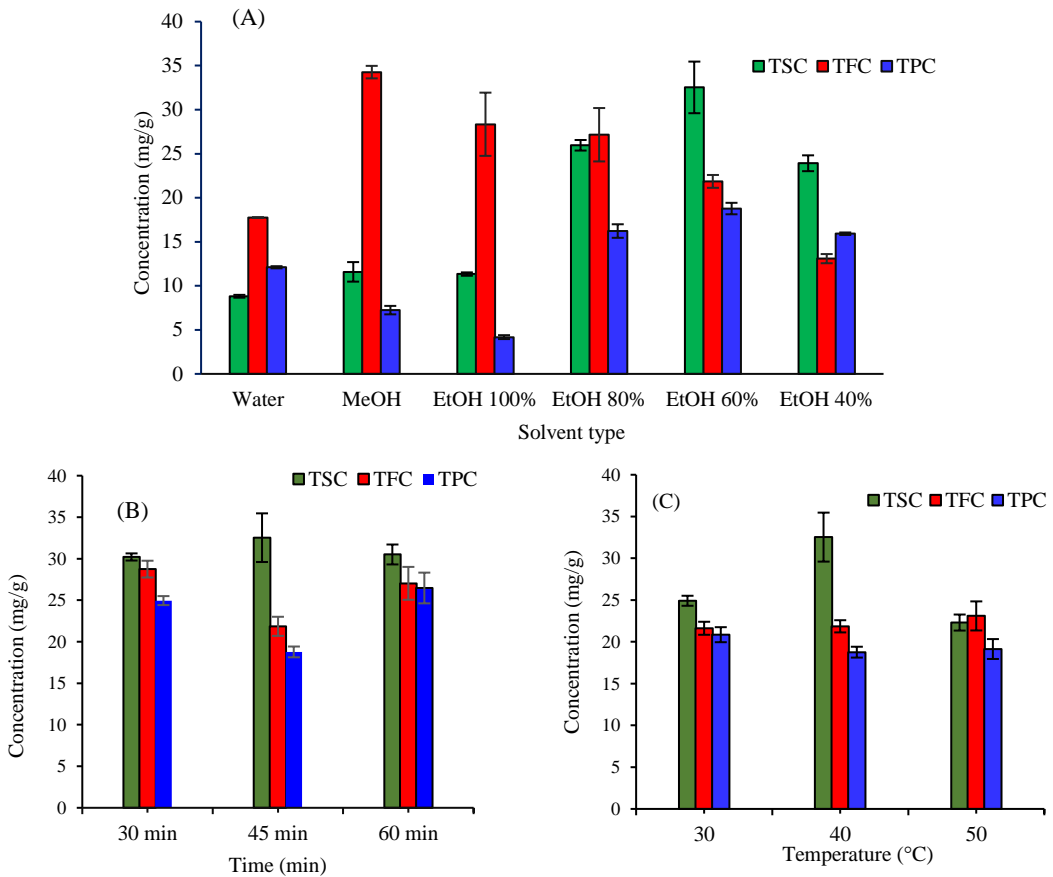 (A)
TSC TFC TPC
Concentration (mg/g)
40
35
30
25
20
15
10
5
0
Water MeOH EtOH 100% EtOH 80% EtOH 60% EtOH 40%
Solvent type
(B)
TSC TFC TPC
Concentration (mg/g)
40
35
30
25
20
15
10
5
0
30 min 45 min 60 min
Time (min)
(C)
TSC TFC TPC
Concentration (mg/g)
40
35
30
25
20
15
10
5
0
30 40 50
Temperature (°C)